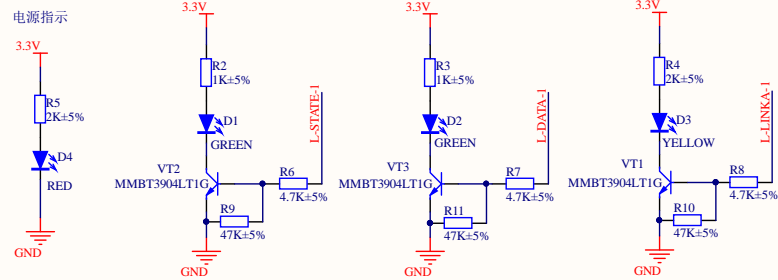 电源指示
3.3V
R5
2K±5%
D4
RED
GND
3.3V
R2
1K±5%
D1
GREEN
L-STATE-1
VT2
MMBT3904LT1G
R6
4.7K±5%
R9
47K±5%
GND
3.3V
R3
1K±5%
D2
GREEN
L-DATA-1
VT3
MMBT3904LT1G
R7
4.7K±5%
R11
47K±5%
GND
3.3V
R4
2K±5%
D3
YELLOW
L-LINKA-1
VT1
MMBT3904LT1G
R8
4.7K±5%
R10
47K±5%
GND